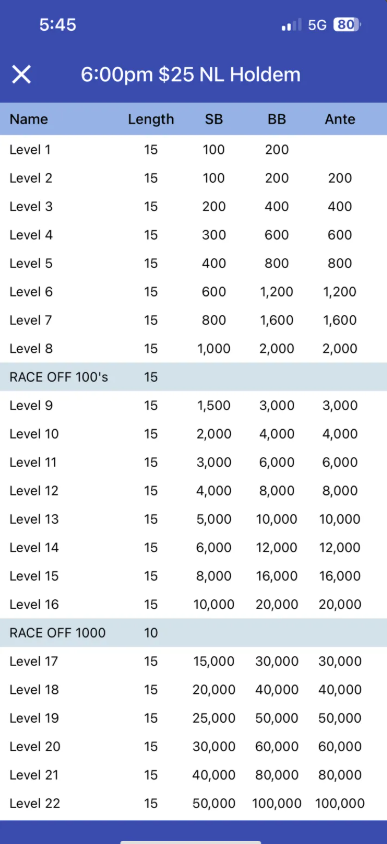 5:45 5G 80
6:00pm $25 NL Holdem
Name Length SB BB Ante
Level 1 15 100 200
Level 2 15 100 200 200
Level 3 15 200 400 400
Level 4 15 300 600 600
Level 5 15 400 800 800
Level 6 15 600 1,200 1,200
Level 7 15 800 1,600 1,600
Level 8 15 1,000 2,000 2,000
RACE OFF 100's 15
Level 9 15 1,500 3,000 3,000
Level 10 15 2,000 4,000 4,000
Level 11 15 3,000 6,000 6,000
Level 12 15 4,000 8,000 8,000
Level 13 15 5,000 10,000 10,000
Level 14 15 6,000 12,000 12,000
Level 15 15 8,000 16,000 16,000
Level 16 15 10,000 20,000 20,000
RACE OFF 1000 10
Level 17 15 15,000 30,000 30,000
Level 18 15 20,000 40,000 40,000
Level 19 15 25,000 50,000 50,000
Level 20 15 30,000 60,000 60,000
Level 21 15 40,000 80,000 80,000
Level 22 15 50,000 100,000 100,000